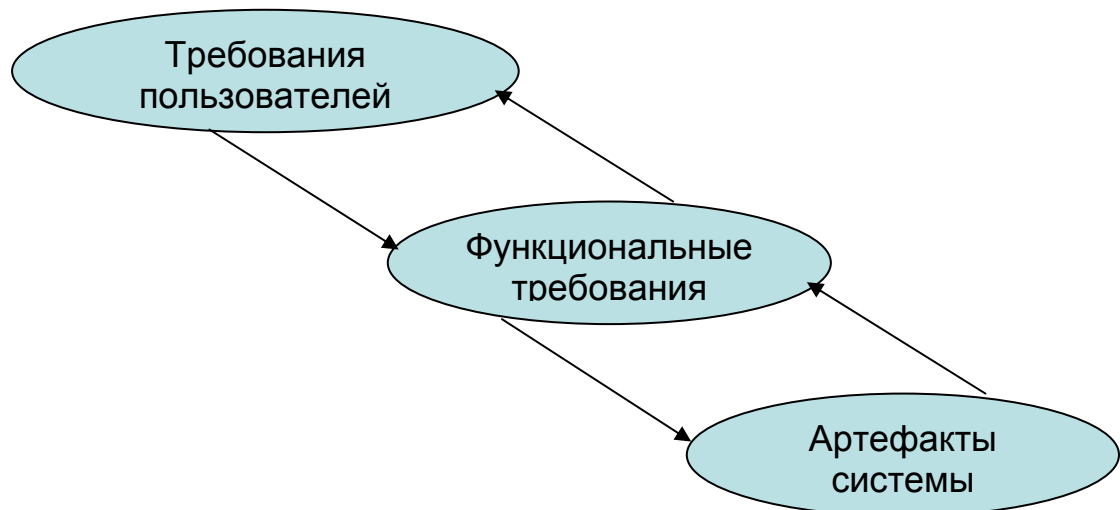 Требования
пользователей
Функциональные
требования
Артефакты
системы